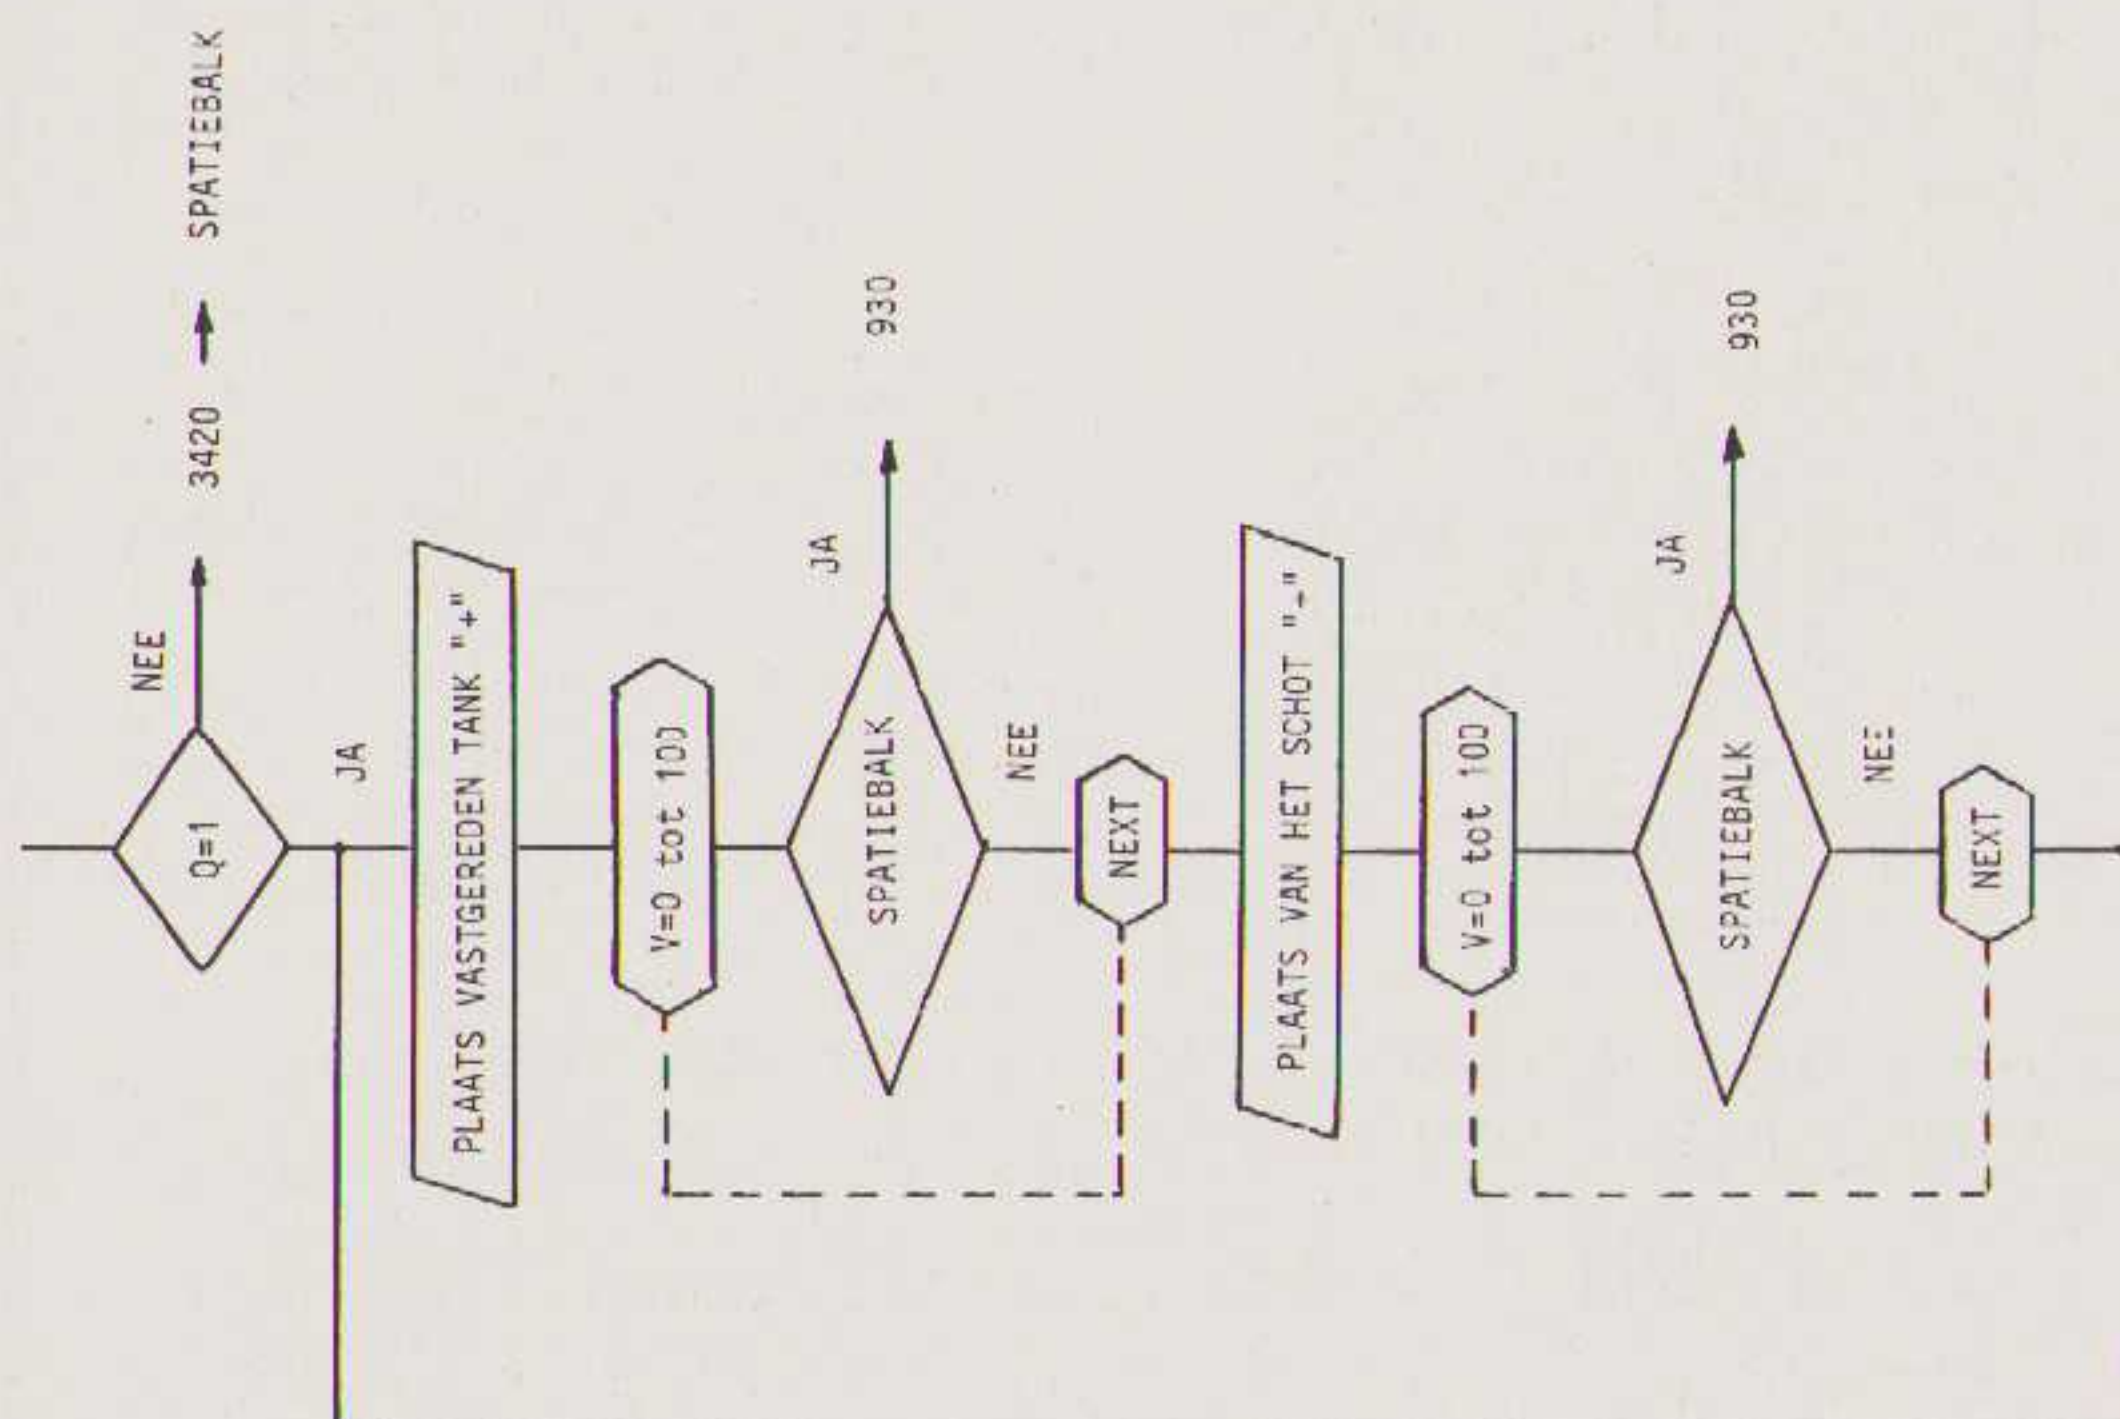 Q=1
NEE
3420 → SPATIEBALK
JA
PLAATS VASTGEREDEN TANK "+"
V=0 tot 100
SPATIEBALK
JA
930
NEE
NEXT
PLAATS VAN HET SCHOT "-"
V=0 tot 100
SPATIEBALK
JA
930
NEE
NEXT